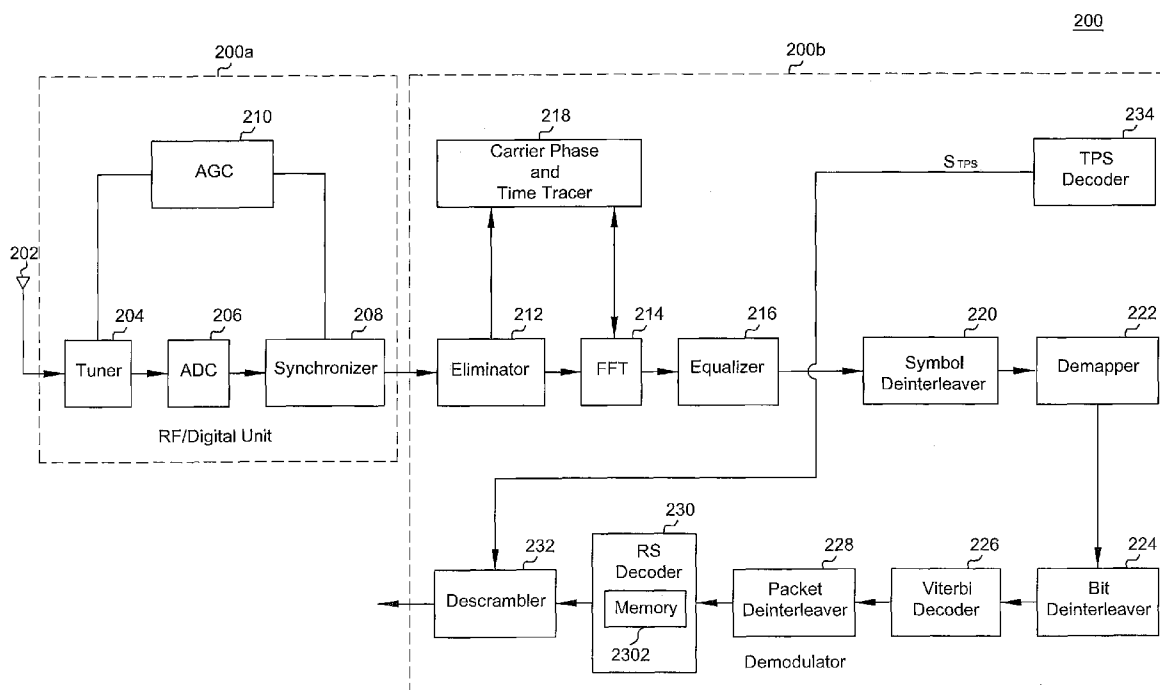 200
200a
200b
210
AGC
218
Carrier Phase
and
Time Tracer
234
TPS
Decoder
STPS
202
204
Tuner
206
ADC
208
Synchronizer
212
Eliminator
214
FFT
216
Equalizer
220
Symbol
Deinterleaver
222
Demapper
RF/Digital Unit
232
Descrambler
230
RS
Decoder
Memory
2302
228
Packet
Deinterleaver
226
Viterbi
Decoder
224
Bit
Deinterleaver
Demodulator